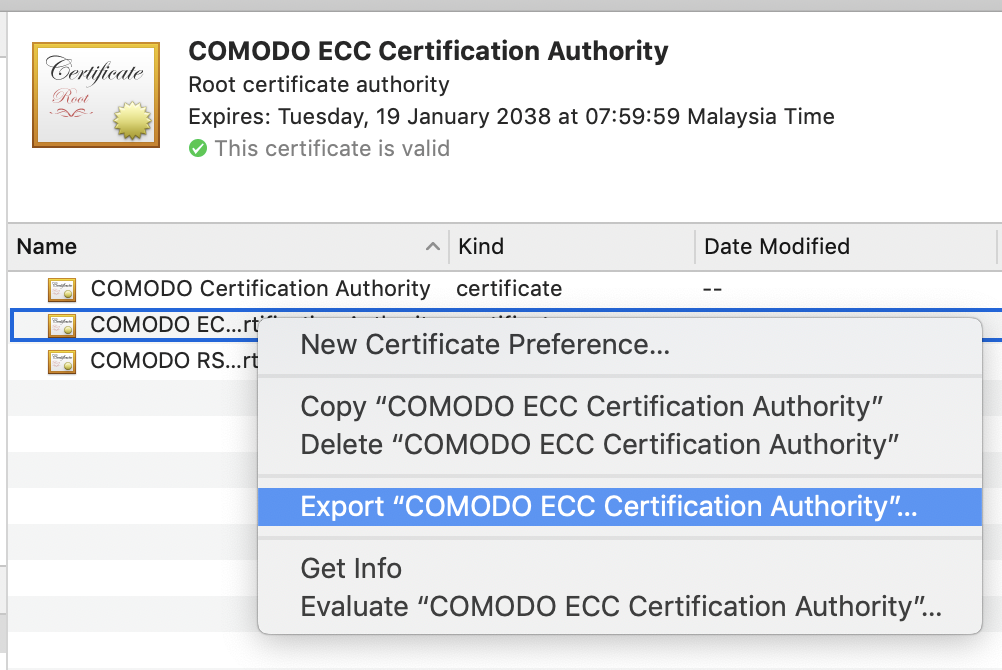 Certificate
Root
COMODO ECC Certification Authority
Root certificate authority
Expires: Tuesday, 19 January 2038 at 07:59:59 Malaysia Time
This certificate is valid
Name Kind Date Modified
COMODO Certification Authority certificate --
COMODO EC...rtification Authority certificate
COMODO RS...rt
New Certificate Preference...
Copy “COMODO ECC Certification Authority”
Delete “COMODO ECC Certification Authority”
Export “COMODO ECC Certification Authority”...
Get Info
Evaluate “COMODO ECC Certification Authority”...